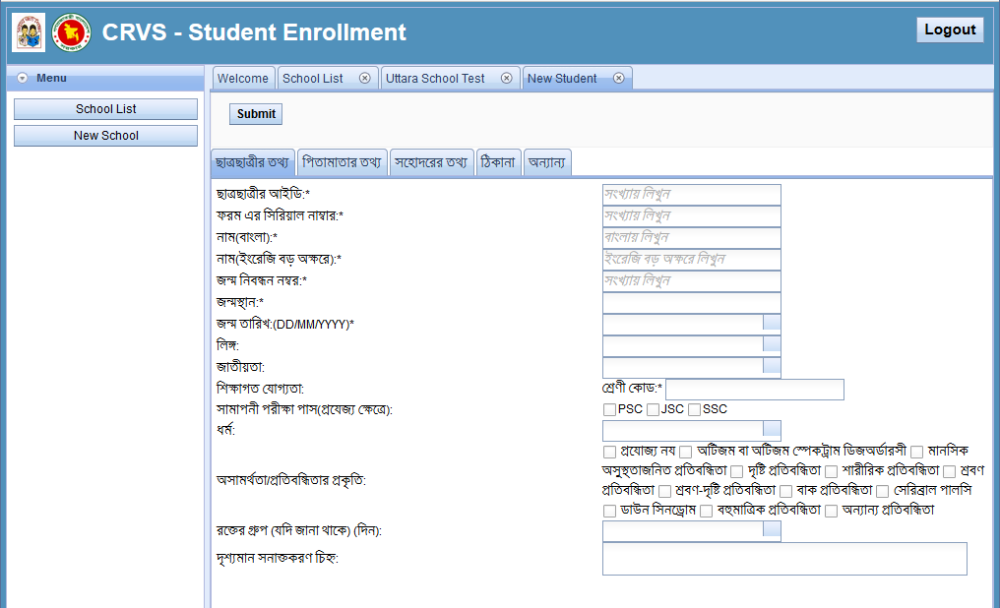 CRVS - Student Enrollment
Logout
Menu
Welcome School List Uttara School Test New Student
School List
New School
Submit
ছাত্রছাত্রীর তথ্য পিতামাতার তথ্য সহোদরের তথ্য ঠিকানা অন্যান্য
ছাত্রছাত্রীর আইডি:* সংখ্যায় লিখুন
ফরম এর সিরিয়াল নাম্বার:* সংখ্যায় লিখুন
নাম(বাংলা):* বাংলায় লিখুন
নাম(ইংরেজি বড় অক্ষরে):* ইংরেজি বড় অক্ষরে লিখুন
জন্ম নিবন্ধন নম্বর:* সংখ্যায় লিখুন
জন্মস্থান:*
জন্ম তারিখ:(DD/MM/YYYY)*
লিঙ্গ:
জাতীয়তা:
শিক্ষাগত যোগ্যতা: শ্রেণী কোড:*
সামাপনী পরীক্ষা পাস(প্রযেজ্য ক্ষেত্রে): PSC JSC SSC
ধর্ম:
অসামর্থতা/প্রতিবন্ধিতার প্রকৃতি:
প্রযোজ্য নয় অটিজম বা অটিজম স্পেকট্রাম ডিজঅর্ডারসী মানসিক
অসুস্থতাজনিত প্রতিবন্ধিতা দৃষ্টি প্রতিবন্ধিতা শারীরিক প্রতিবন্ধিতা শ্রবণ
প্রতিবন্ধিতা শ্রবণ-দৃষ্টি প্রতিবন্ধিতা বাক প্রতিবন্ধিতা সেরিব্রাল পালসি
ডাউন সিনড্রোম বহুমাত্রিক প্রতিবন্ধিতা অন্যান্য প্রতিবন্ধিতা
রক্তের গ্রুপ (যদি জানা থাকে) (দিন):
দৃশ্যমান সনাক্তকরণ চিহ্ন: